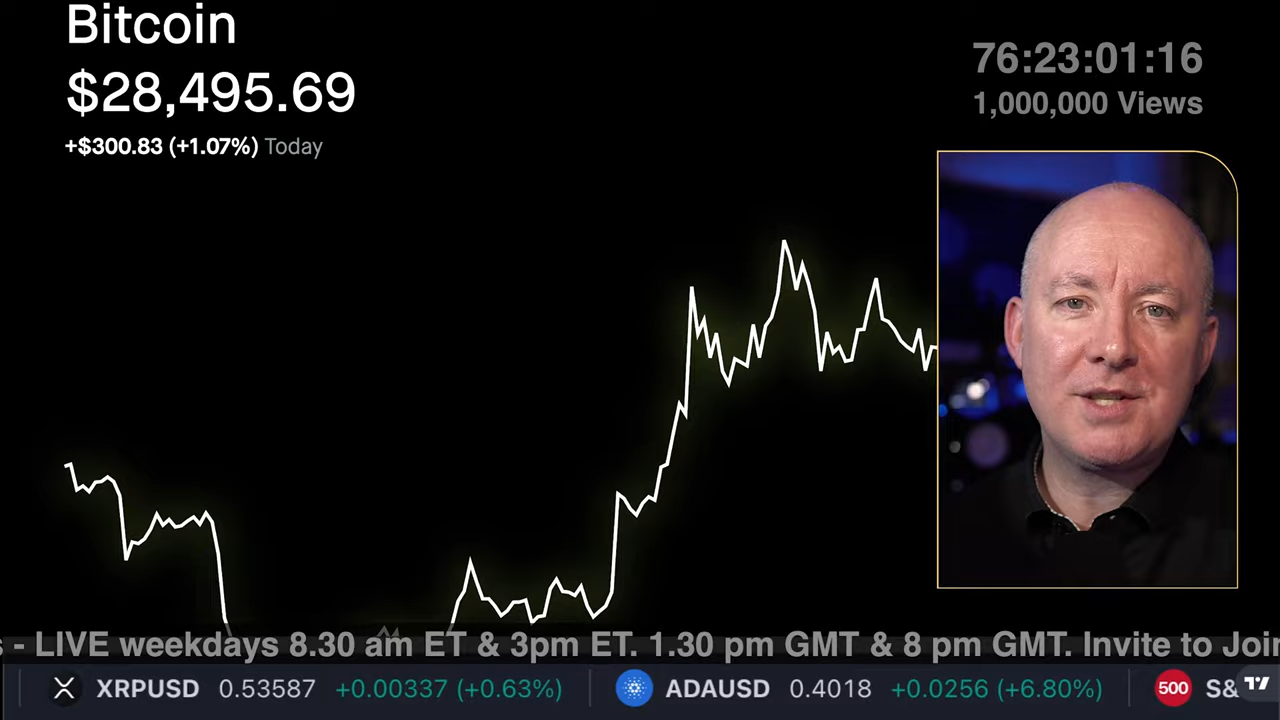 Bitcoin
$28,495.69
+$300.83 (+1.07%) Today
76:23:01:16
1,000,000 Views
- LIVE weekdays 8.30 am ET & 3pm ET. 1.30 pm GMT & 8 pm GMT. Invite to Join
XRPUSD 0.53587 +0.00337 (+0.63%) ADAUSD 0.4018 +0.0256 (+6.80%) 500 S&